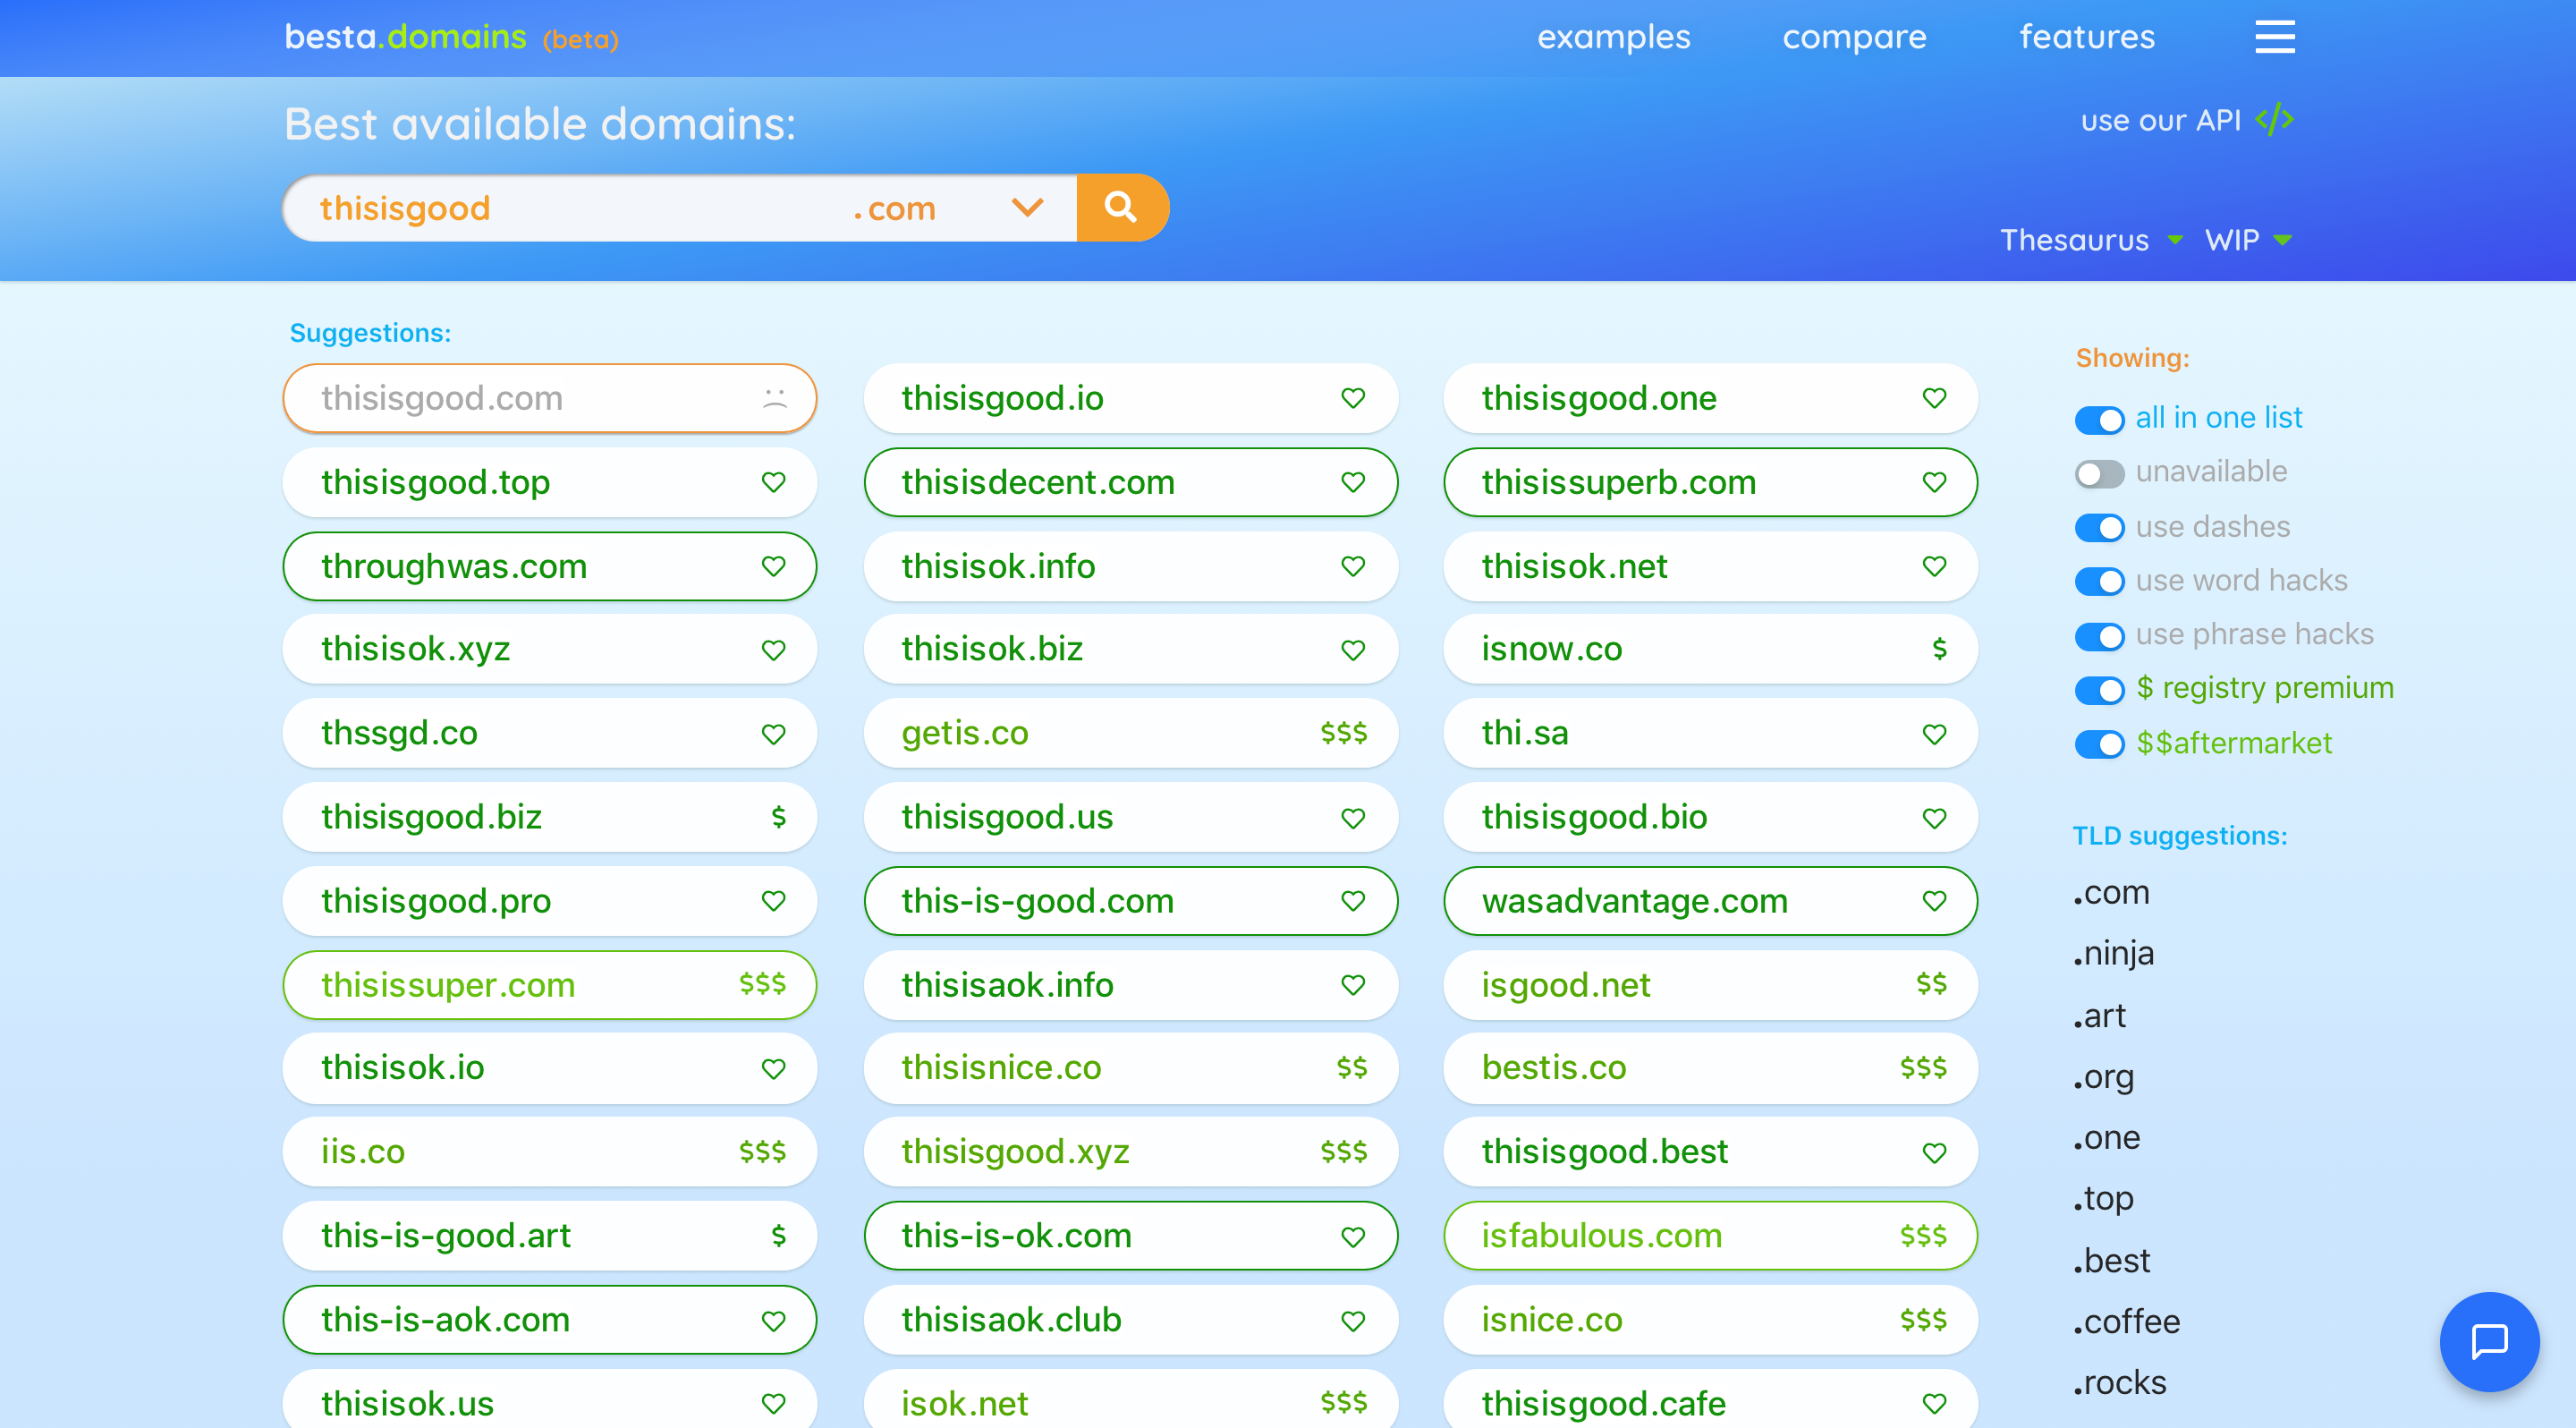 besta.domains (beta)
examples compare features
Best available domains:
use our API </>
thisisgood .com
Thesaurus WIP
Suggestions:
thisisgood.com
thisisgood.io
thisisgood.one
thisisgood.top
thisisdecent.com
thisissuperb.com
throughwas.com
thisisok.info
thisisok.net
thisisok.xyz
thisisok.biz
isnow.co $
thssgd.co
getis.co $$$
thi.sa
thisisgood.biz $
thisisgood.us
thisisgood.bio
thisisgood.pro
this-is-good.com
wasadvantage.com
thisissuper.com $$$
thisisaok.info
isgood.net $$
thisisok.io
thisisnice.co $$
bestis.co $$$
iis.co $$$
thisisgood.xyz $$$
thisisgood.best
this-is-good.art $
this-is-ok.com
isfabulous.com $$$
this-is-aok.com
thisisaok.club
isnice.co $$$
thisisok.us
isok.net $$$
thisisgood.cafe
Showing:
all in one list
unavailable
use dashes
use word hacks
use phrase hacks
$ registry premium
$$aftermarket
TLD suggestions:
.com
.ninja
.art
.org
.one
.top
.best
.coffee
.rocks